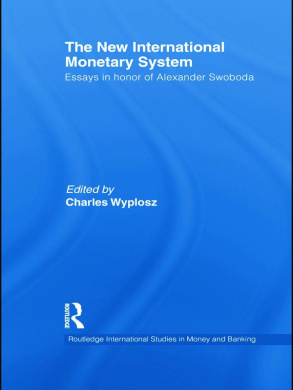 The New International
Monetary System
Essays in honor of Alexander Swoboda
Edited by
Charles Wyplosz
ROUTLEDGE
Routledge International Studies in Money and Banking